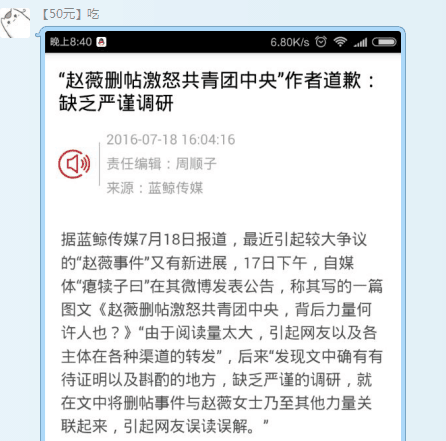 【50元】吃
晚上8:40 6.80K/s
“赵薇删帖激怒共青团中央”作者道歉：
缺乏严谨调研
2016-07-18 16:04:16
责任编辑：周顺子
来源：蓝鲸传媒
据蓝鲸传媒7月18日报道，最近引起较大争议
的“赵薇事件”又有新进展，17日下午，自媒
体“瘪犊子曰”在其微博发表公告，称其写的一篇
图文《赵薇删帖激怒共青团中央，背后力量何
许人也？》“由于阅读量太大，引起网友以及各
主体在各种渠道的转发”，后来“发现文中确有有
待证明以及斟酌的地方，缺乏严谨的调研，就
在文中将删帖事件与赵薇女士乃至其他力量关
联起来，引起网友误读误解。”